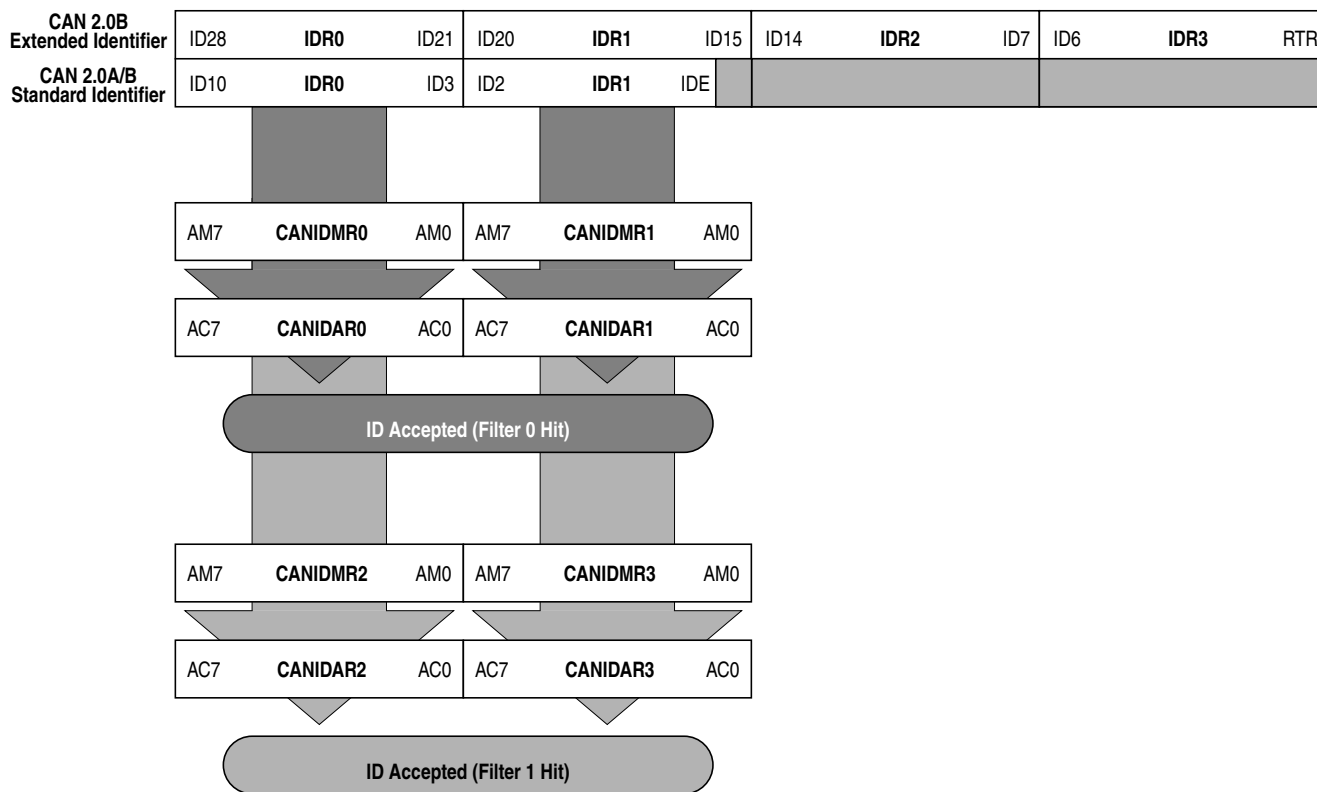 CAN 2.0B
Extended Identifier
ID28 IDR0 ID21 ID20 IDR1 ID15 ID14 IDR2 ID7 ID6 IDR3 RTR
CAN 2.0A/B
Standard Identifier
ID10 IDR0 ID3 ID2 IDR1 IDE
AM7 CANIDMR0 AM0 AM7 CANIDMR1 AM0
AC7 CANIDAR0 AC0 AC7 CANIDAR1 AC0
ID Accepted (Filter 0 Hit)
AM7 CANIDMR2 AM0 AM7 CANIDMR3 AM0
AC7 CANIDAR2 AC0 AC7 CANIDAR3 AC0
ID Accepted (Filter 1 Hit)